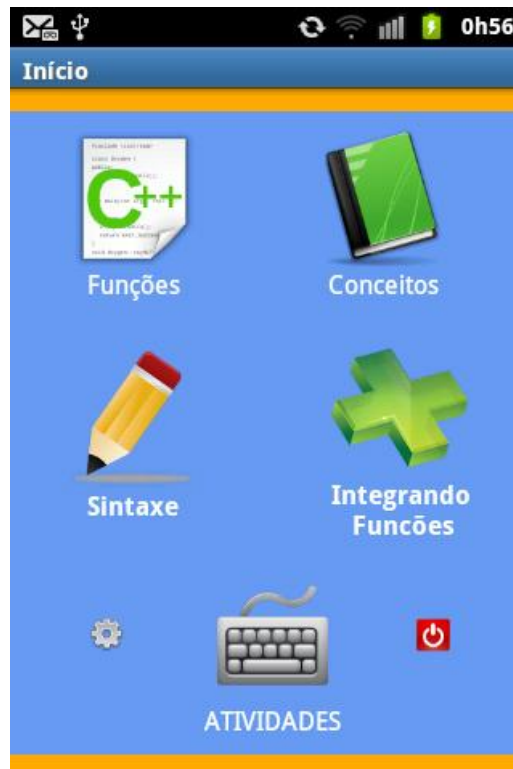 0h56
Início
C++
Funções
Conceitos
Sintaxe
Integrando
Funcões
ATIVIDADES